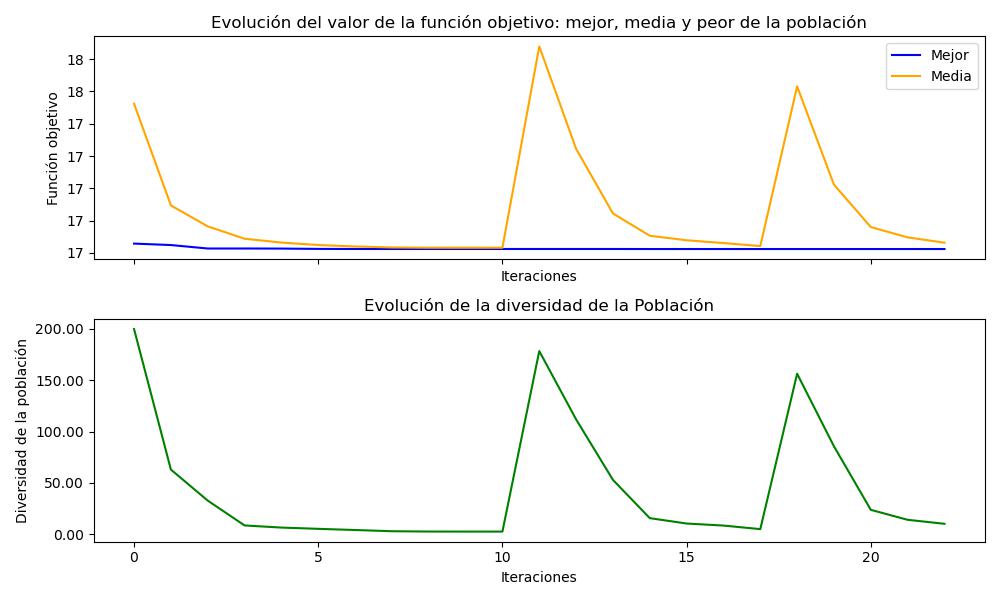 Evolución del valor de la función objetivo: mejor, media y peor de la población
Mejor
Media
Función objetivo
18
18
17
17
17
17
17
Iteraciones
Evolución de la diversidad de la Población
Diversidad de la población
200.00
150.00
100.00
50.00
0.00
0 5 10 15 20
Iteraciones